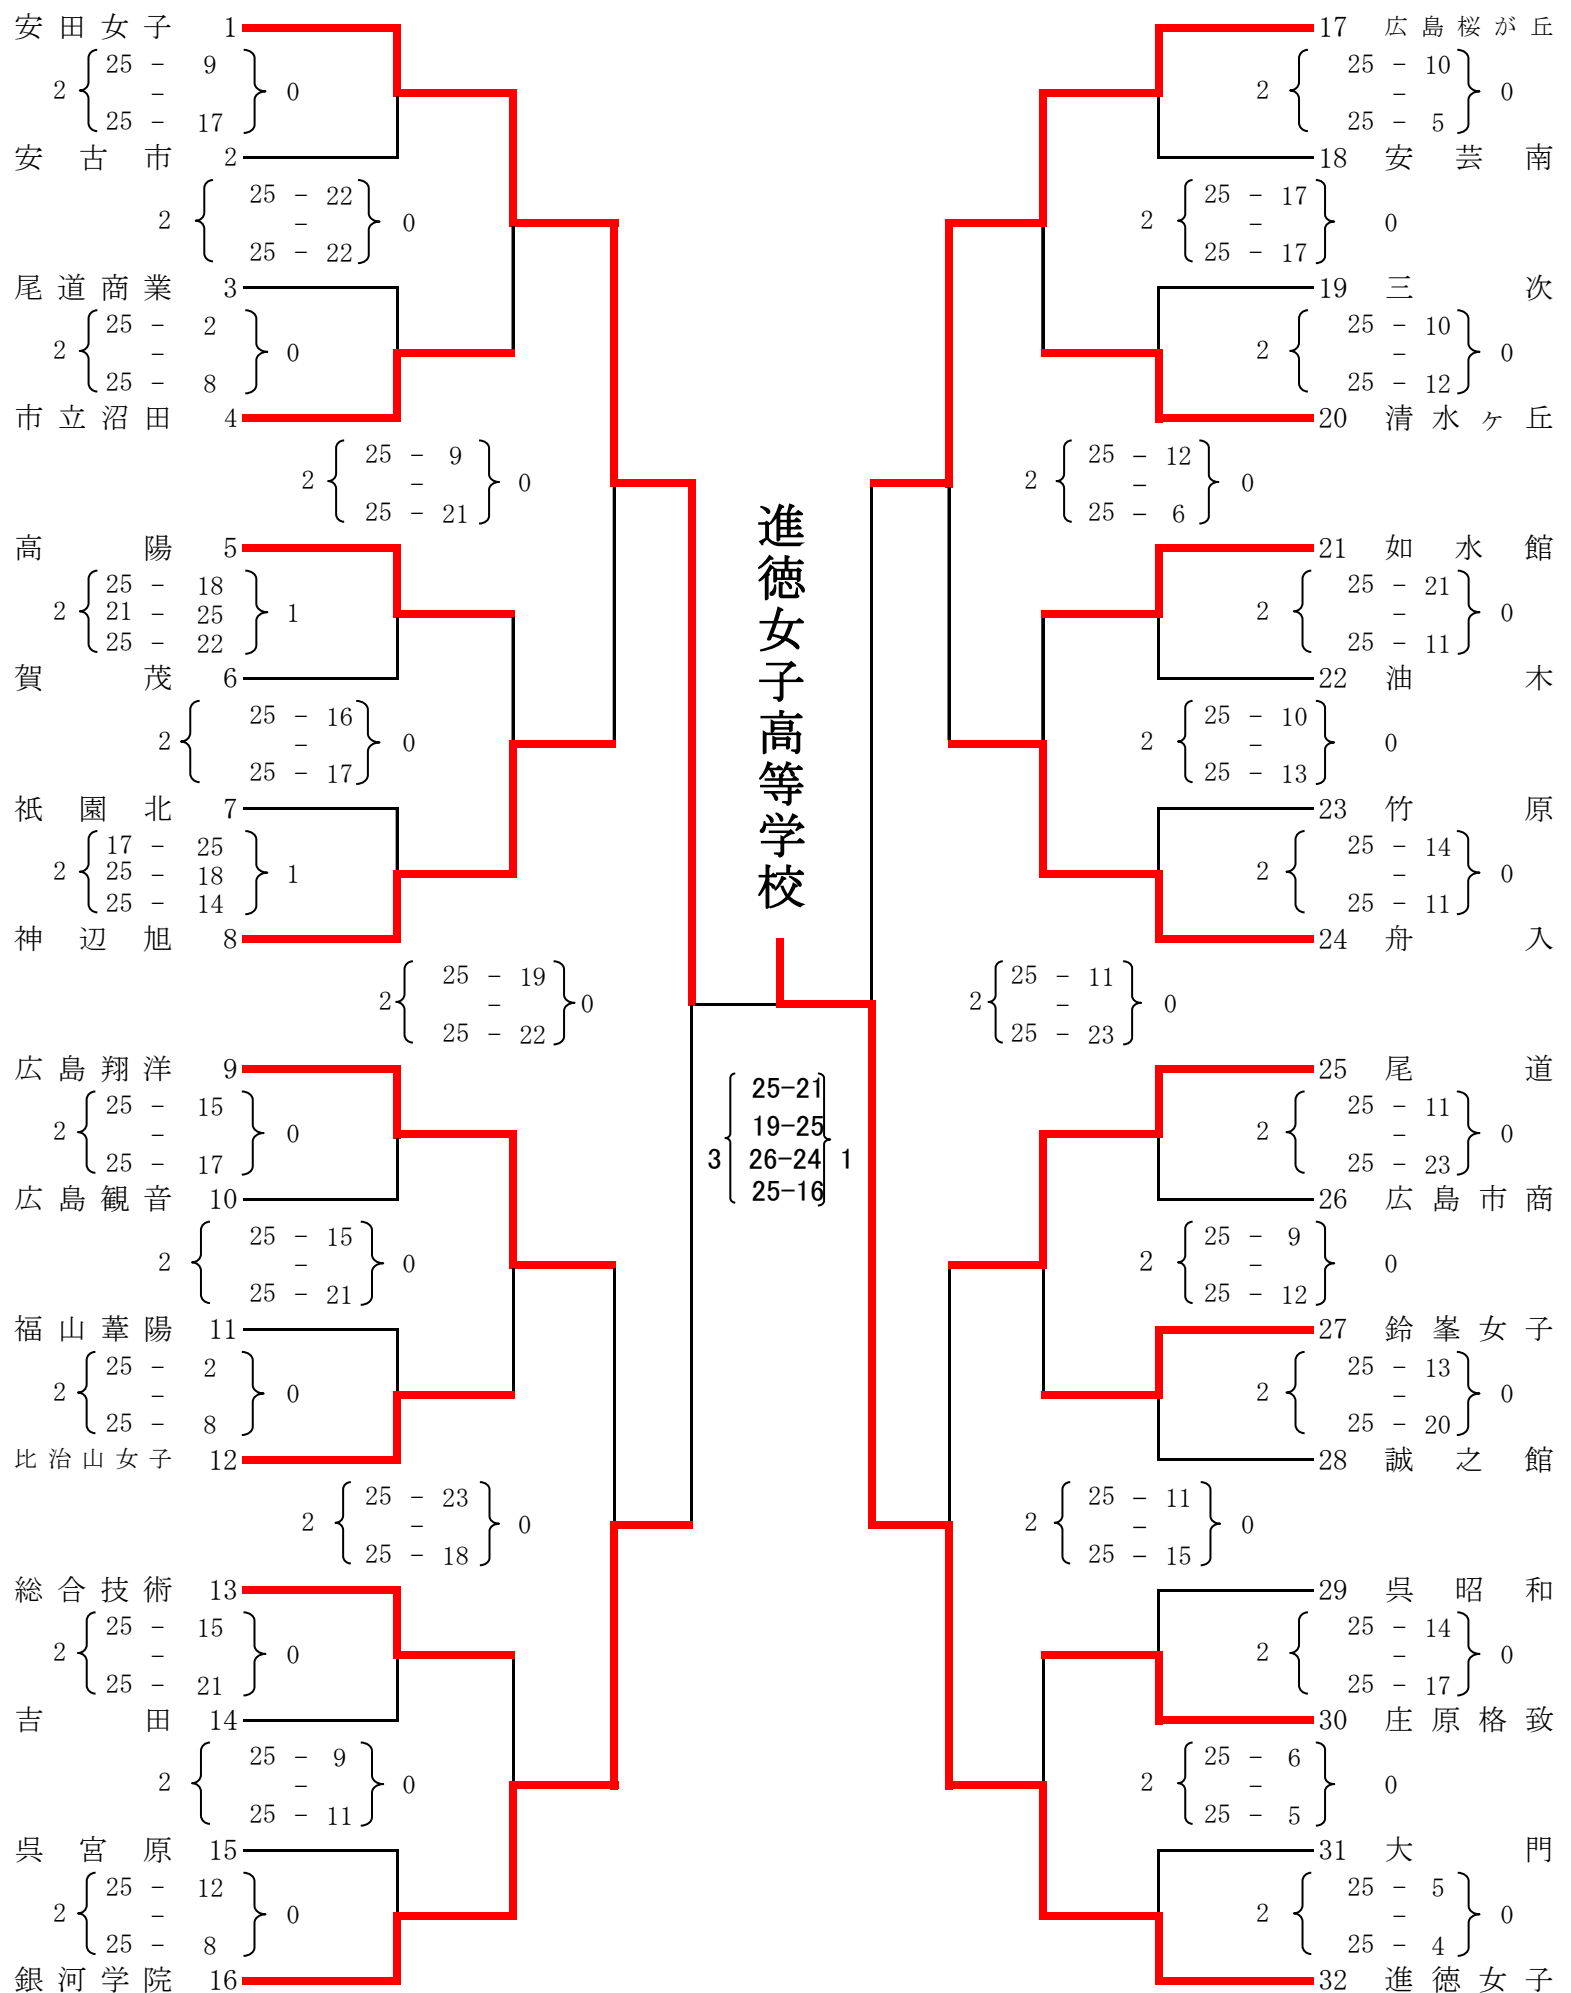 安田女子 1
2 25 - 9 0
-
25 - 17
安古市 2
2 25 - 22 0
-
25 - 22
尾道商業 3
2 25 - 2 0
-
25 - 8
市立沼田 4
2 25 - 9 0
-
25 - 21
高陽 5
25 - 18
2 21 - 25 1
25 - 22
賀茂 6
2 25 - 16 0
-
25 - 17
祇園北 7
17 - 25
2 25 - 18 1
25 - 14
神辺旭 8
2 25 - 19 0
-
25 - 22
広島翔洋 9
2 25 - 15 0
-
25 - 17
広島観音 10
2 25 - 15 0
-
25 - 21
福山葦陽 11
2 25 - 2 0
-
25 - 8
比治山女子 12
2 25 - 23 0
-
25 - 18
総合技術 13
2 25 - 15 0
-
25 - 21
吉田 14
2 25 - 9 0
-
25 - 11
呉宮原 15
2 25 - 12 0
-
25 - 8
銀河学院 16
進徳女子高等学校
25-21
19-25
3 26-24 1
25-16
17 広島桜が丘
2 25 - 10 0
-
25 - 5
18 安芸南
2 25 - 17 0
-
25 - 17
19 三次
2 25 - 10 0
-
25 - 12
20 清水ヶ丘
2 25 - 12 0
-
25 - 6
21 如水館
2 25 - 21 0
-
25 - 11
22 油木
2 25 - 10 0
-
25 - 13
23 竹原
2 25 - 14 0
-
25 - 11
24 舟入
2 25 - 11 0
-
25 - 23
25 尾道
2 25 - 11 0
-
25 - 23
26 広島市商
2 25 - 9 0
-
25 - 12
27 鈴峯女子
2 25 - 13 0
-
25 - 20
28 誠之館
2 25 - 11 0
-
25 - 15
29 呉昭和
2 25 - 14 0
-
25 - 17
30 庄原格致
2 25 - 6 0
-
25 - 5
31 大門
2 25 - 5 0
-
25 - 4
32 進徳女子